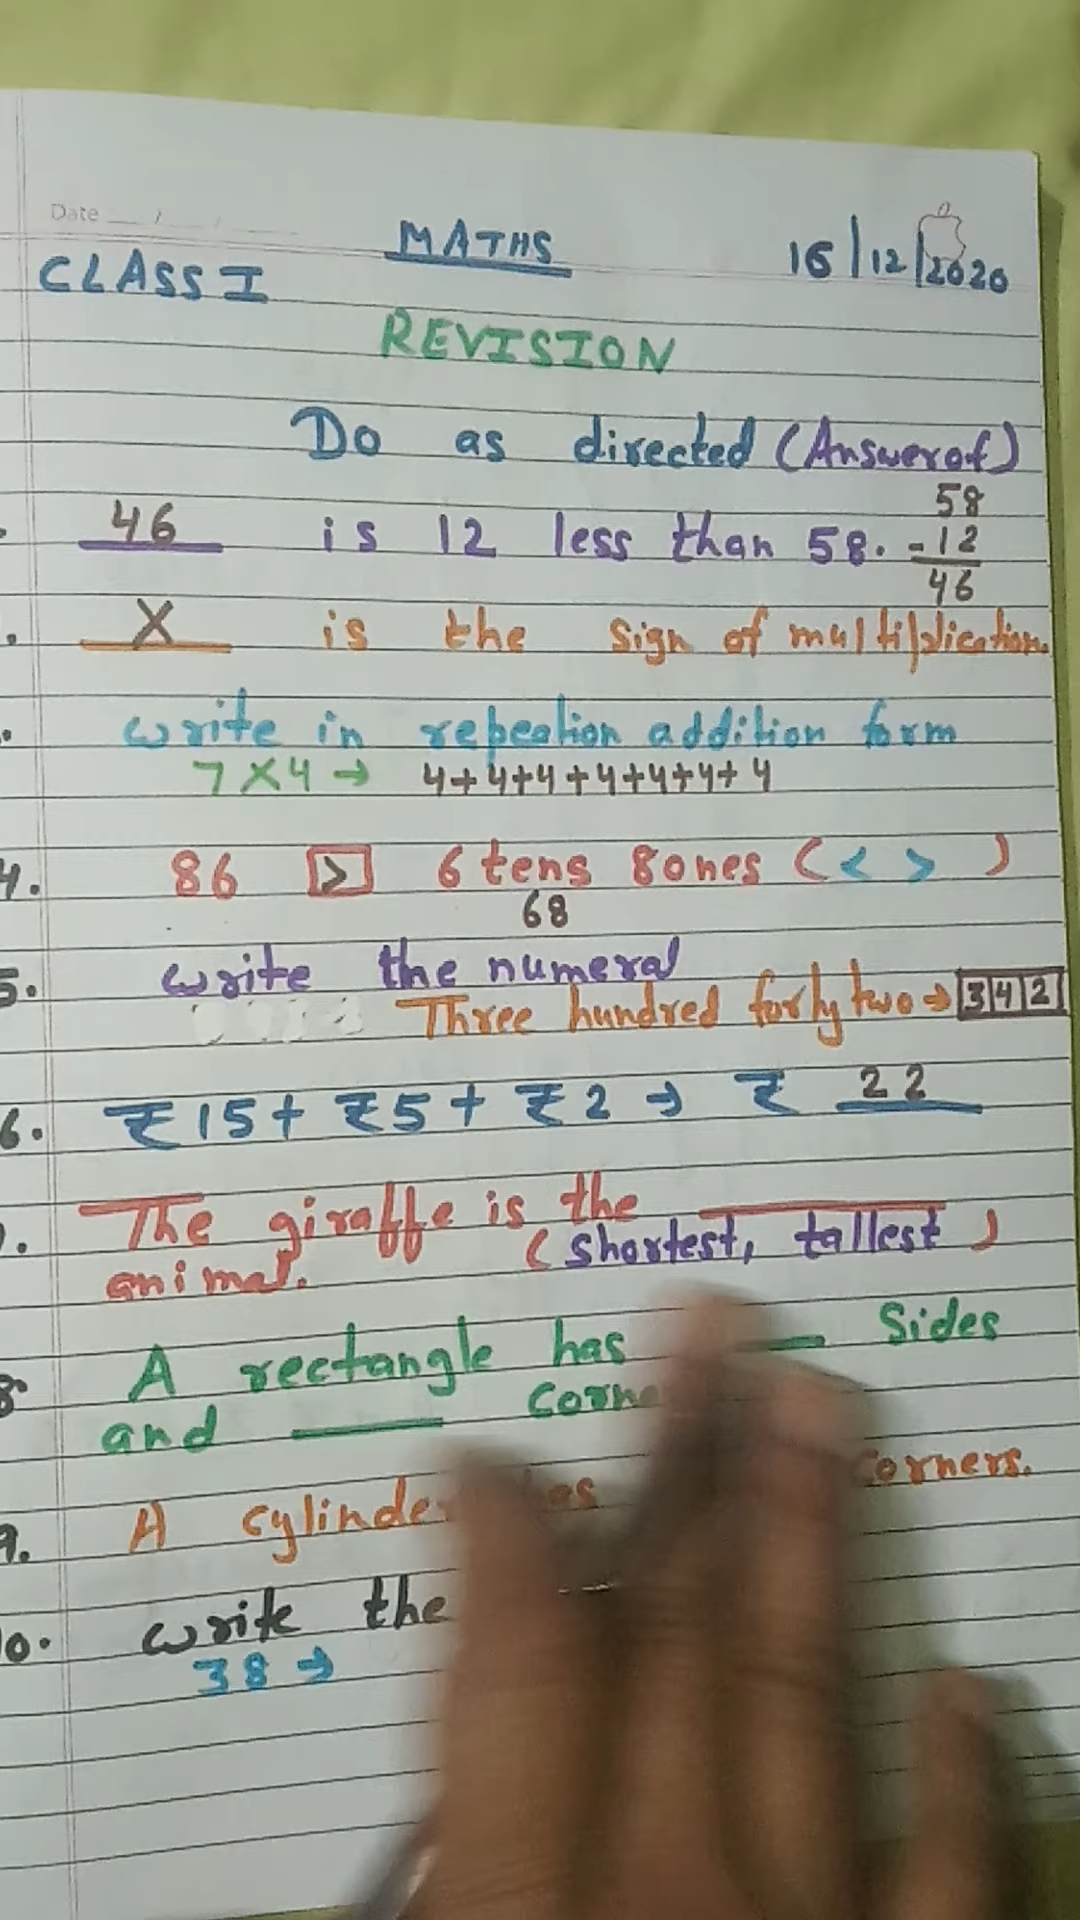 Date
MATHS
16/12/2020
CLASS I
REVISION
Do as directed (Answer of)
46 is 12 less than 58.
58
-12
46
X is the sign of multiplication.
write in repeation addition form
7 X 4 → 4+4+4+4+4+4+4
4. 86 > 6 tens 8 ones (< >)
68
5. write the numeral
Three hundred forty two → 342
6. ₹15+ ₹5+ ₹2 → ₹ 22
The giraffe is the ____
animal. (shortest, tallest)
8 A rectangle has ____ Sides
and ____
9. A corners.
write the
38 →